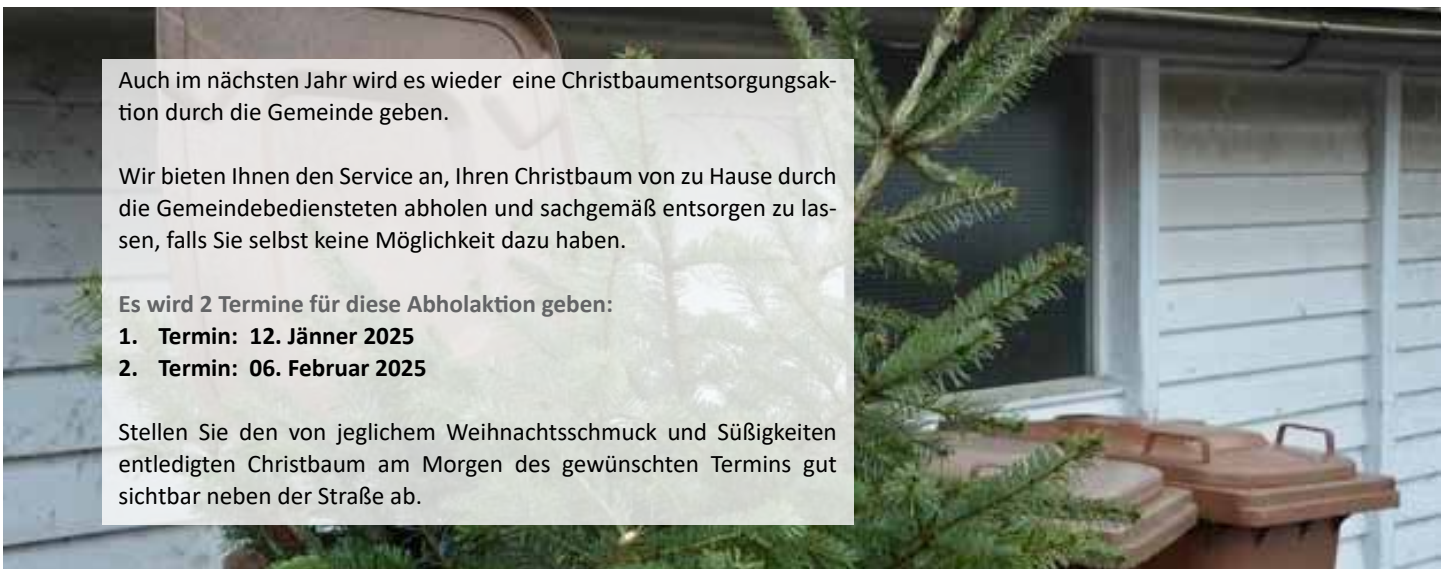 Auch im nächsten Jahr wird es wieder eine Christbaumentsorgungsak-
tion durch die Gemeinde geben.
Wir bieten Ihnen den Service an, Ihren Christbaum von zu Hause durch
die Gemeindebediensteten abholen und sachgemäß entsorgen zu las-
sen, falls Sie selbst keine Möglichkeit dazu haben.
Es wird 2 Termine für diese Abholaktion geben:
1. Termin: 12. Jänner 2025
2. Termin: 06. Februar 2025
Stellen Sie den von jeglichem Weihnachtsschmuck und Süßigkeiten
entledigten Christbaum am Morgen des gewünschten Termins gut
sichtbar neben der Straße ab.